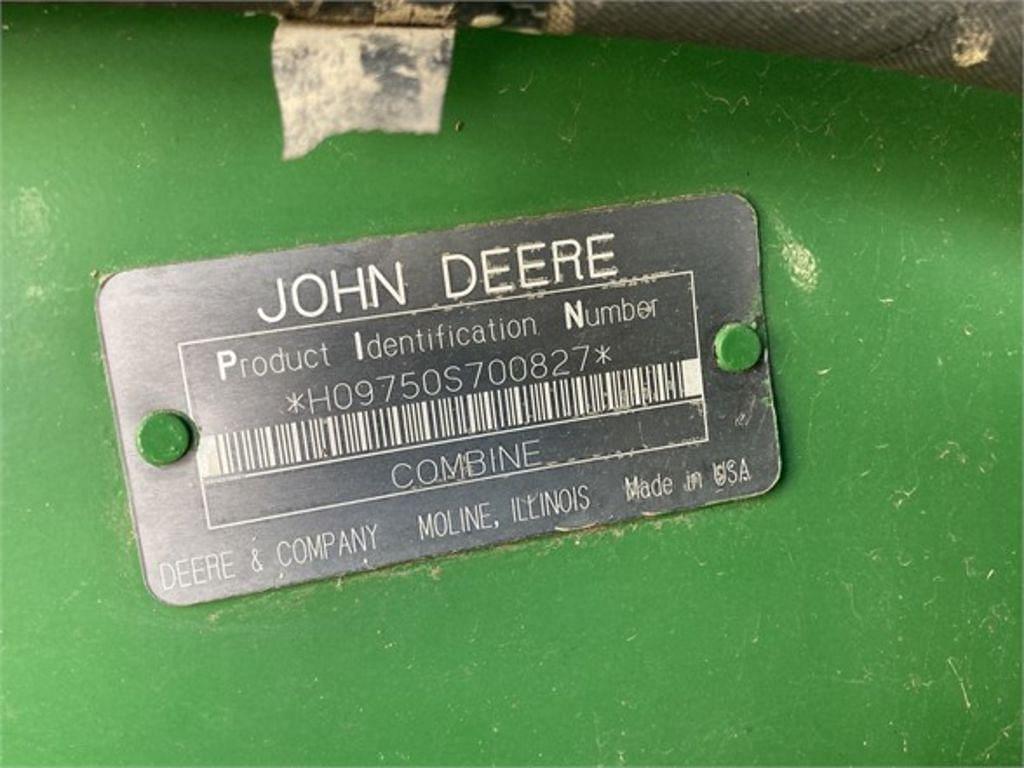 JOHN DEERE
Product Identification Number
*H09750S700827*
COMBINE
DEERE & COMPANY MOLINE, ILLINOIS Made in USA